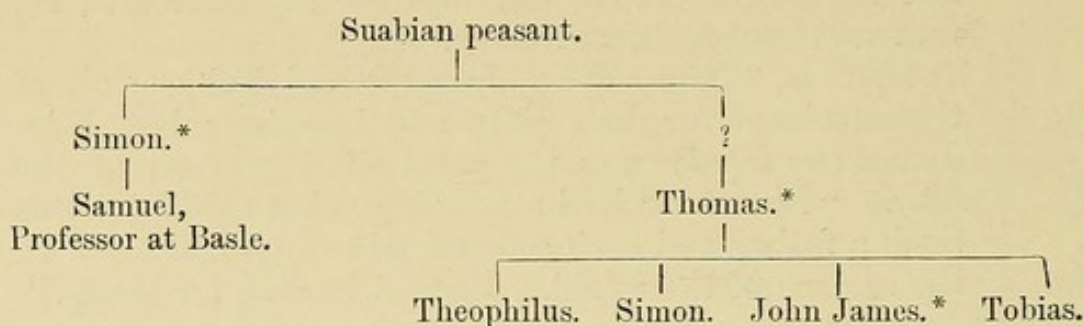 Suabian peasant.
Simon.* ?
Samuel, Thomas.*
Professor at Basle.
Theophilus. Simon. John James.* Tobias.